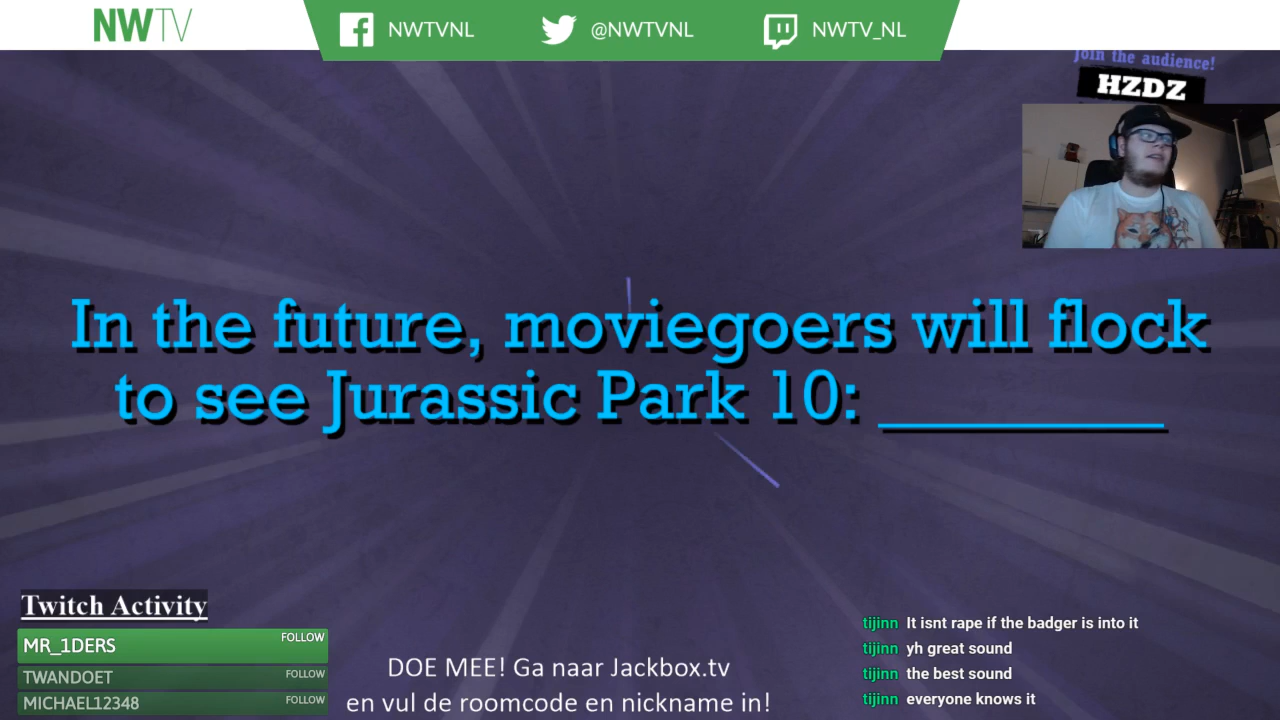 NWTV
NWTVNL
@NWTVNL
NWTV_NL
Join the audience!
HZDZ
In the future, moviegoers will flock
to see Jurassic Park 10: ________
Twitch Activity
MR_1DERS FOLLOW
TWANDOET FOLLOW
MICHAEL12348 FOLLOW
DOE MEE! Ga naar Jackbox.tv
en vul de roomcode en nickname in!
tijinn It isnt rape if the badger is into it
tijinn yh great sound
tijinn the best sound
tijinn everyone knows it